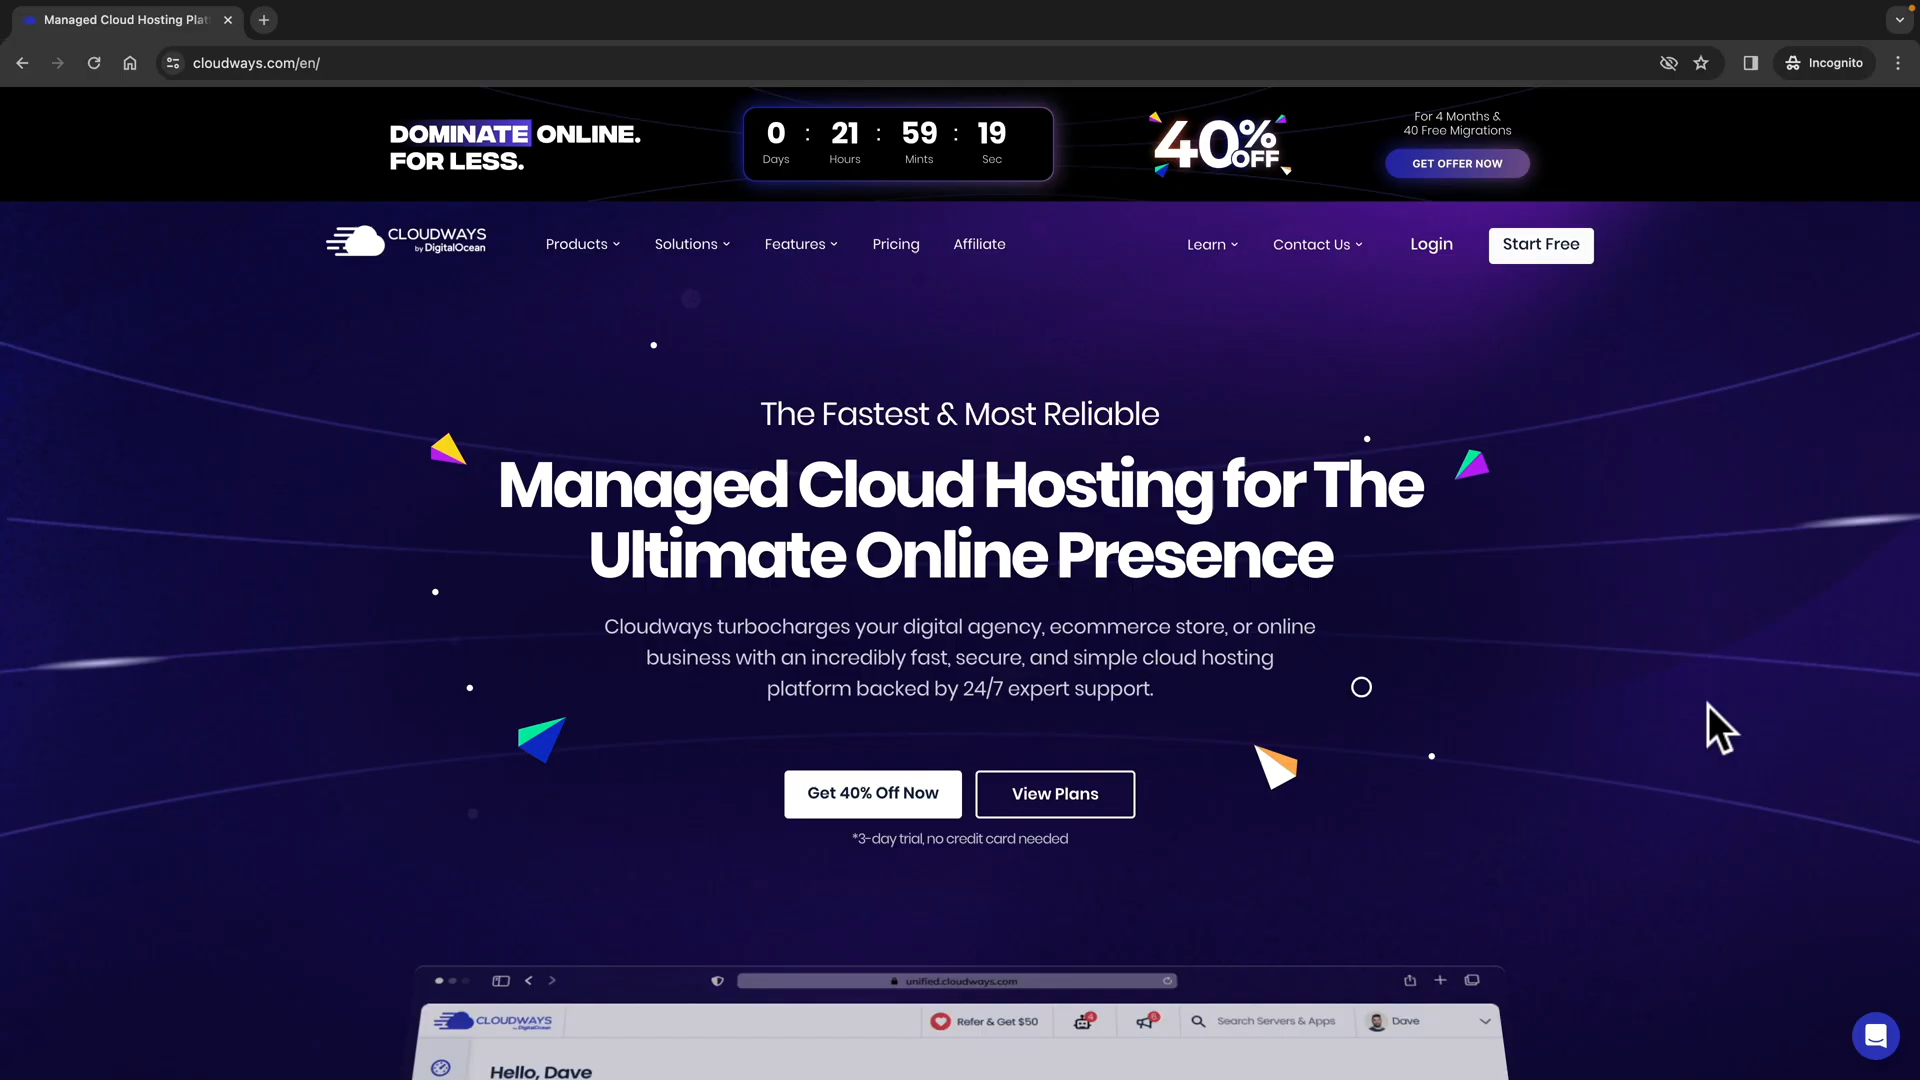 Managed Cloud Hosting Plat
cloudways.com/en/
Incognito
DOMINATE ONLINE.
FOR LESS.
0 : 21 : 59 : 19
Days Hours Mints Sec
40%
OFF
For 4 Months &
40 Free Migrations
GET OFFER NOW
CLOUDWAYS
by DigitalOcean
Products Solutions Features Pricing Affiliate Learn Contact Us Login Start Free
The Fastest & Most Reliable
Managed Cloud Hosting for The
Ultimate Online Presence
Cloudways turbocharges your digital agency, ecommerce store, or online
business with an incredibly fast, secure, and simple cloud hosting
platform backed by 24/7 expert support.
Get 40% Off Now View Plans
*3-day trial, no credit card needed
unified.cloudways.com
CLOUDWAYS
by DigitalOcean
Refer & Get $50 Search Servers & Apps Dave
Hello, Dave